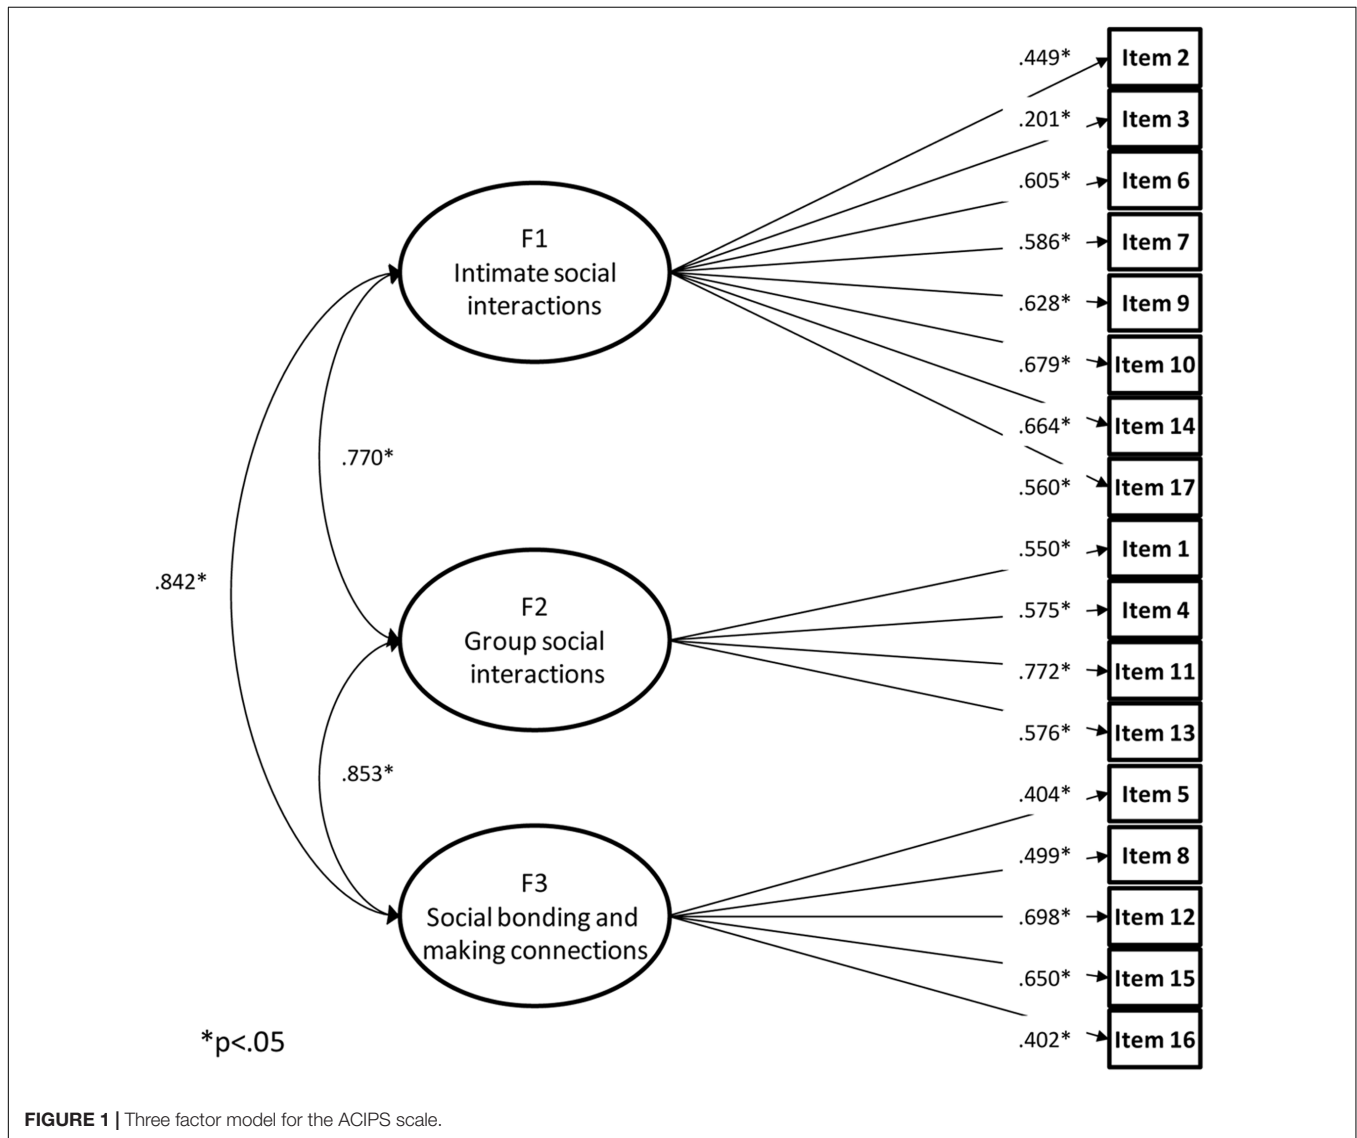 .449* Item 2
.201* Item 3
.605* Item 6
F1
Intimate social
interactions
.586* Item 7
.628* Item 9
.679* Item 10
.664* Item 14
.770*
.560* Item 17
.550* Item 1
.842*
F2
Group social
interactions
.575* Item 4
.772* Item 11
.576* Item 13
.853*
.404* Item 5
.499* Item 8
F3
Social bonding and
making connections
.698* Item 12
.650* Item 15
.402* Item 16
*p<.05
FIGURE 1 | Three factor model for the ACIPS scale.